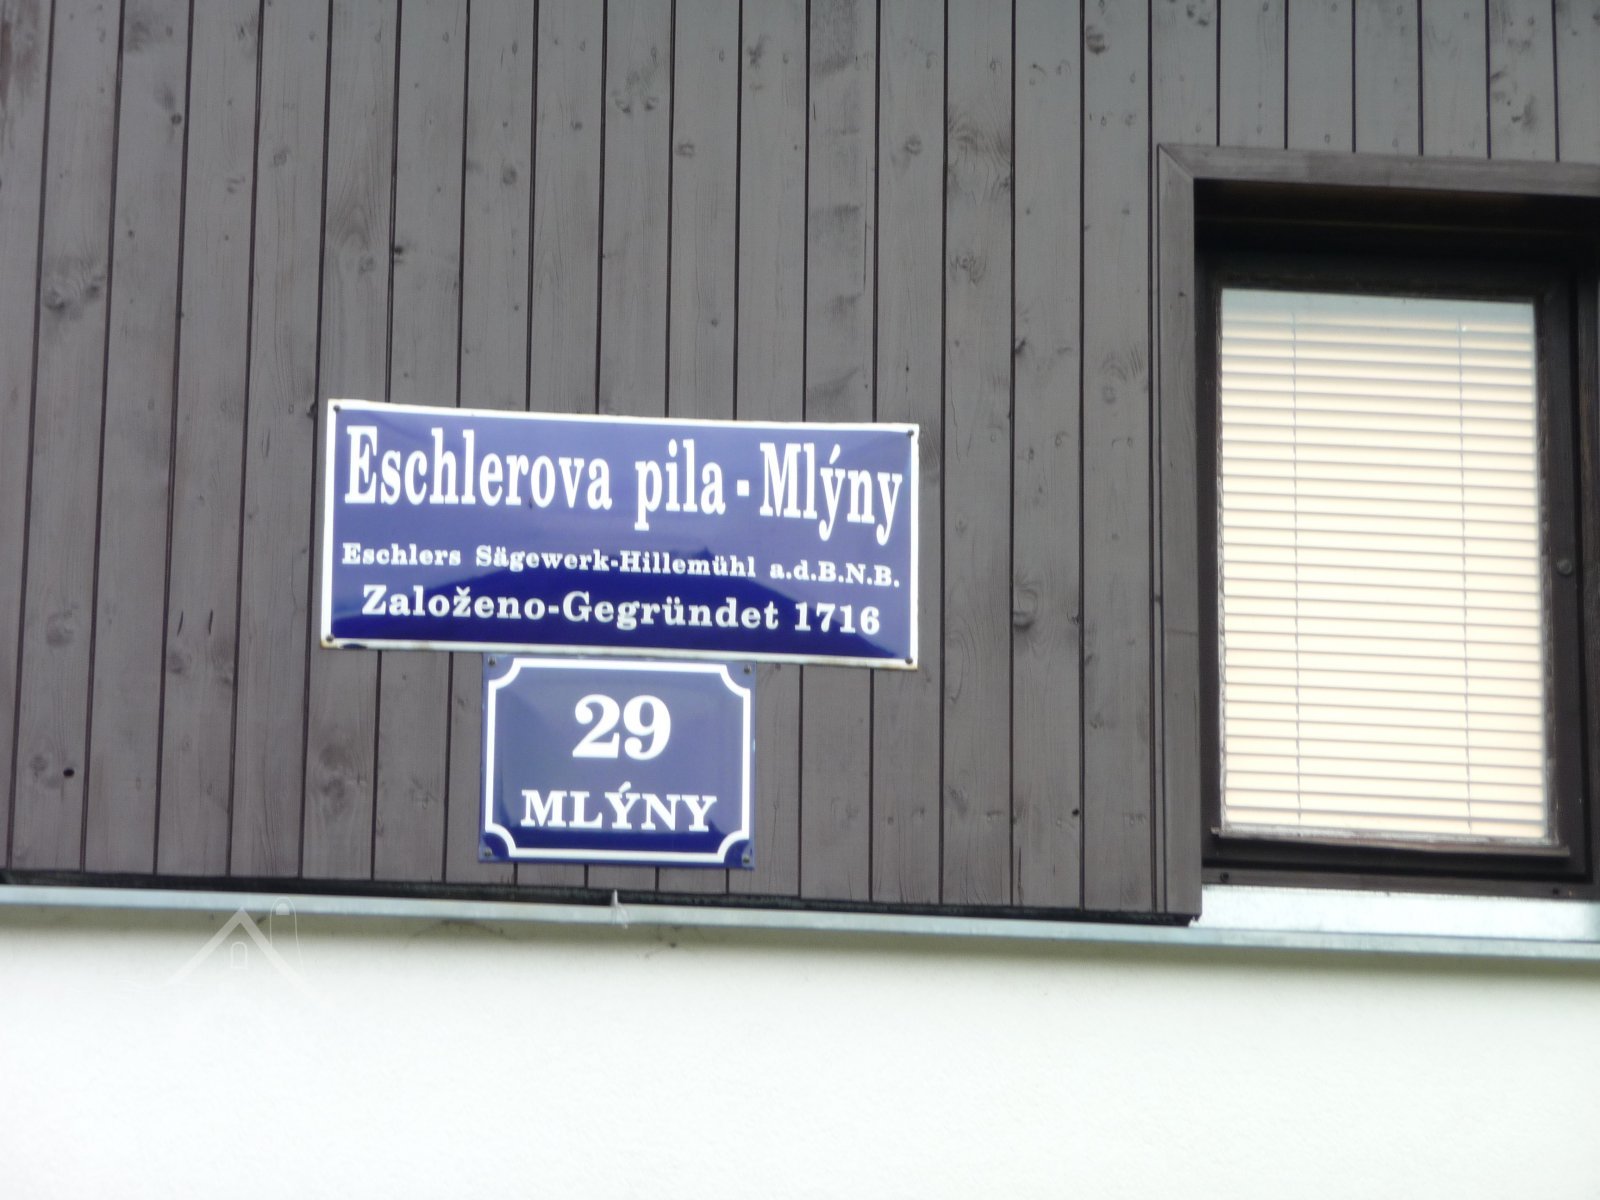 Eschlerova pila - Mlýny
Eschlers Sägewerk-Hillemühl a.d.B.N.B.
Založeno-Gegründet 1716
29
MLÝNY